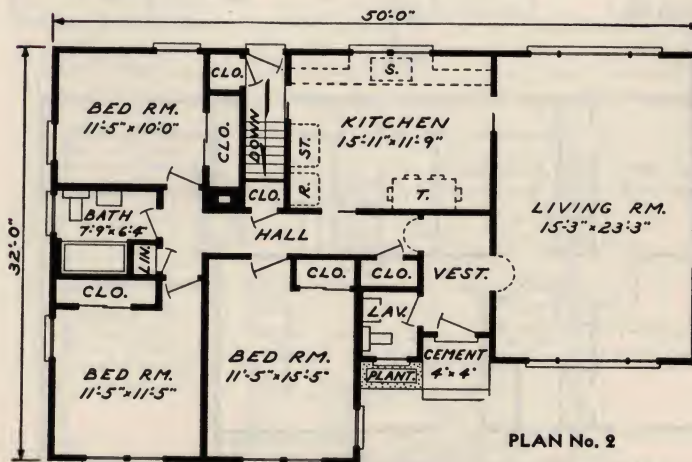 50'-0"
32'-0"
BED RM.
11'-5" x 10'-0"
CLO.
CLO.
DOWN
CLO.
ST.
R.
S.
KITCHEN
15'-11" x 11'-9"
T.
LIVING RM.
15'-3" x 23'-3"
BATH
7'-9" x 6'-4"
LIN.
HALL
CLO.
CLO.
CLO.
VEST.
LAV.
BED RM.
11'-5" x 11'-5"
BED RM.
11'-5" x 15'-5"
PLANT.
CEMENT
4' x 4'
PLAN No. 2